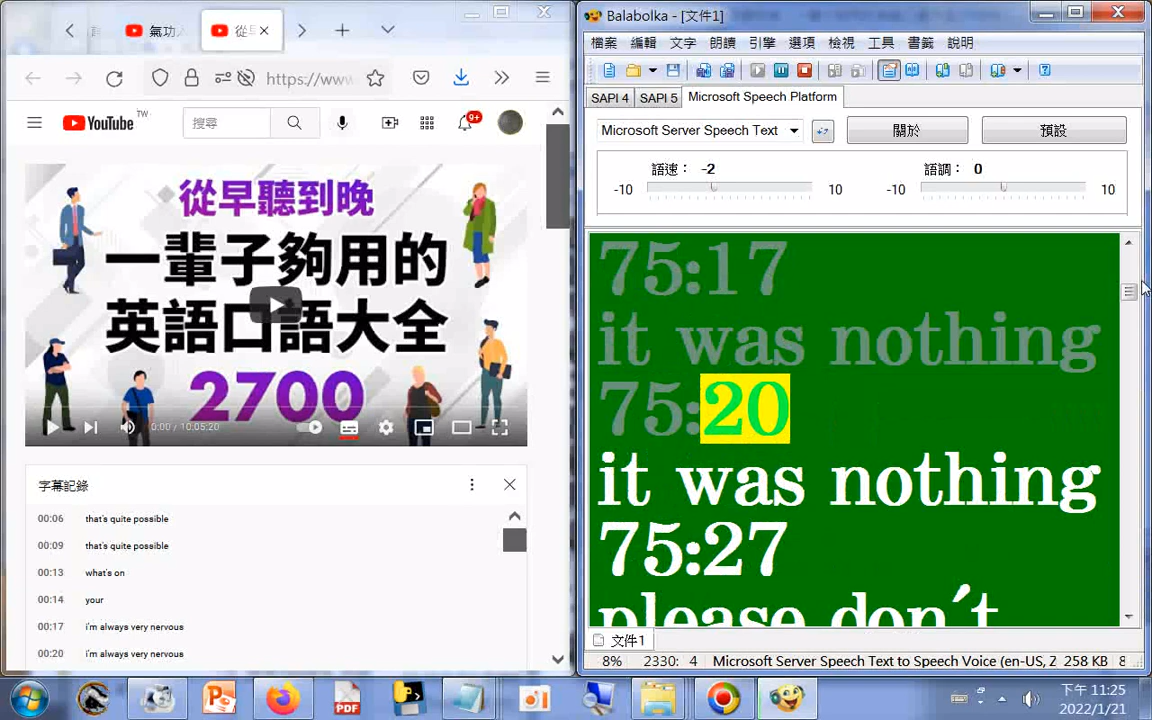 氣功
從
https://www
YouTube TW
搜尋
9+
從早聽到晚
一輩子夠用的
英語口語大全
2700
0:00 / 10:05:20
字幕記錄
00:06 that's quite possible
00:09 that's quite possible
00:13 what's on
00:14 your
00:17 i'm always very nervous
00:20 i'm always very nervous
Balabolka - [文件1]
檔案 編輯 文字 朗讀 引擎 選項 檢視 工具 書籤 說明
SAPI 4 SAPI 5 Microsoft Speech Platform
Microsoft Server Speech Text 關於 預設
語速： -2 語調： 0
-10 10 -10 10
75:17
it was nothing
75:20
it was nothing
75:27
please don't
文件1
8% 2330: 4 Microsoft Server Speech Text to Speech Voice (en-US, 2 258 KB 8
PDF
下午 11:25
2022/1/21